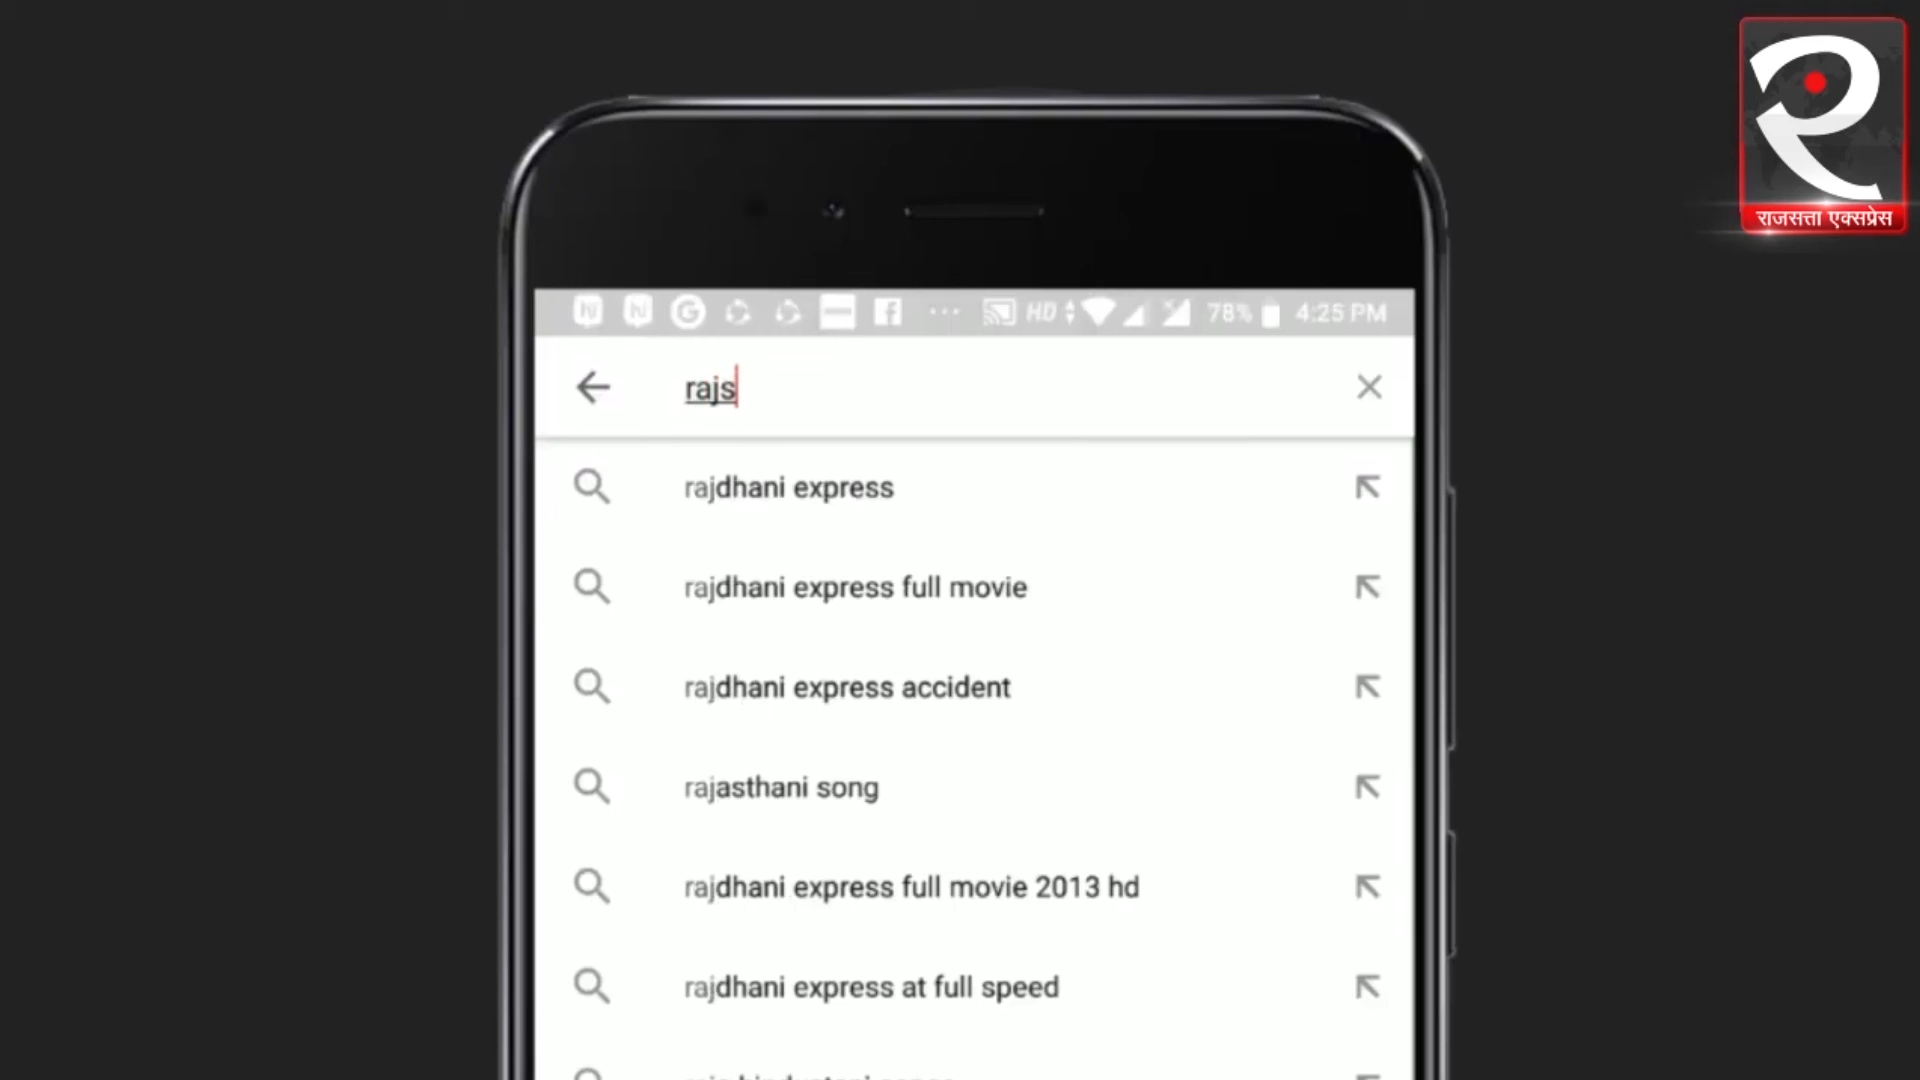 राजसत्ता एक्सप्रेस
HD 78% 4:25 PM
rajs
rajdhani express
rajdhani express full movie
rajdhani express accident
rajasthani song
rajdhani express full movie 2013 hd
rajdhani express at full speed